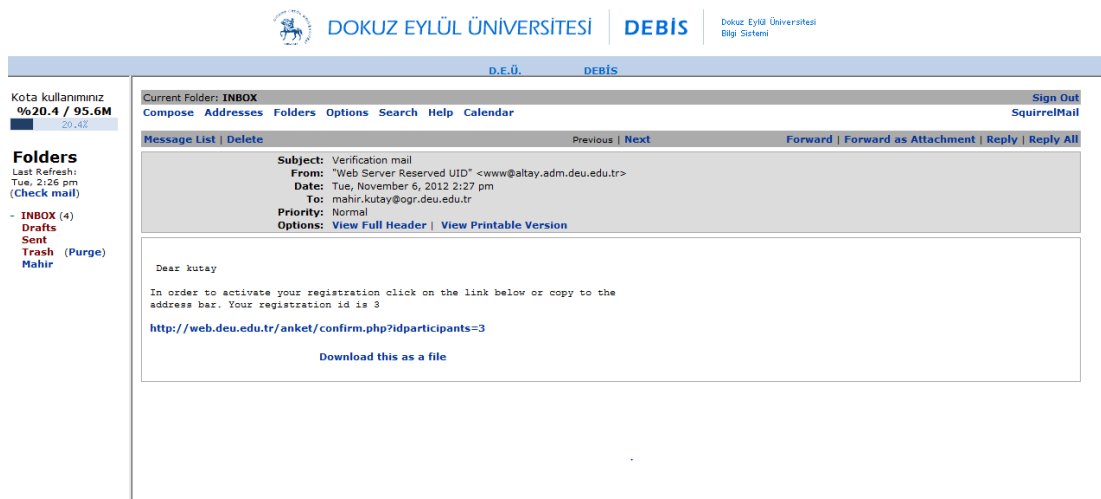 DOKUZ EYLÜL ÜNİVERSİTESİ
DEBİS
Dokuz Eylül Üniversitesi
Bilgi Sistemi
D.E.Ü. DEBİS
Kota kullanımınız
%20.4 / 95.6M
20.4%
Folders
Last Refresh:
Tue, 2:26 pm
(Check mail)
- INBOX (4)
Drafts
Sent
Trash (Purge)
Mahir
Current Folder: INBOX Sign Out
Compose Addresses Folders Options Search Help Calendar SquirrelMail
Message List | Delete Previous | Next Forward | Forward as Attachment | Reply | Reply All
Subject: Verification mail
From: "Web Server Reserved UID" <www@altay.adm.deu.edu.tr>
Date: Tue, November 6, 2012 2:27 pm
To: mahir.kutay@ogr.deu.edu.tr
Priority: Normal
Options: View Full Header | View Printable Version
Dear kutay
In order to activate your registration click on the link below or copy to the
address bar. Your registration id is 3
http://web.deu.edu.tr/anket/confirm.php?idparticipants=3
Download this as a file